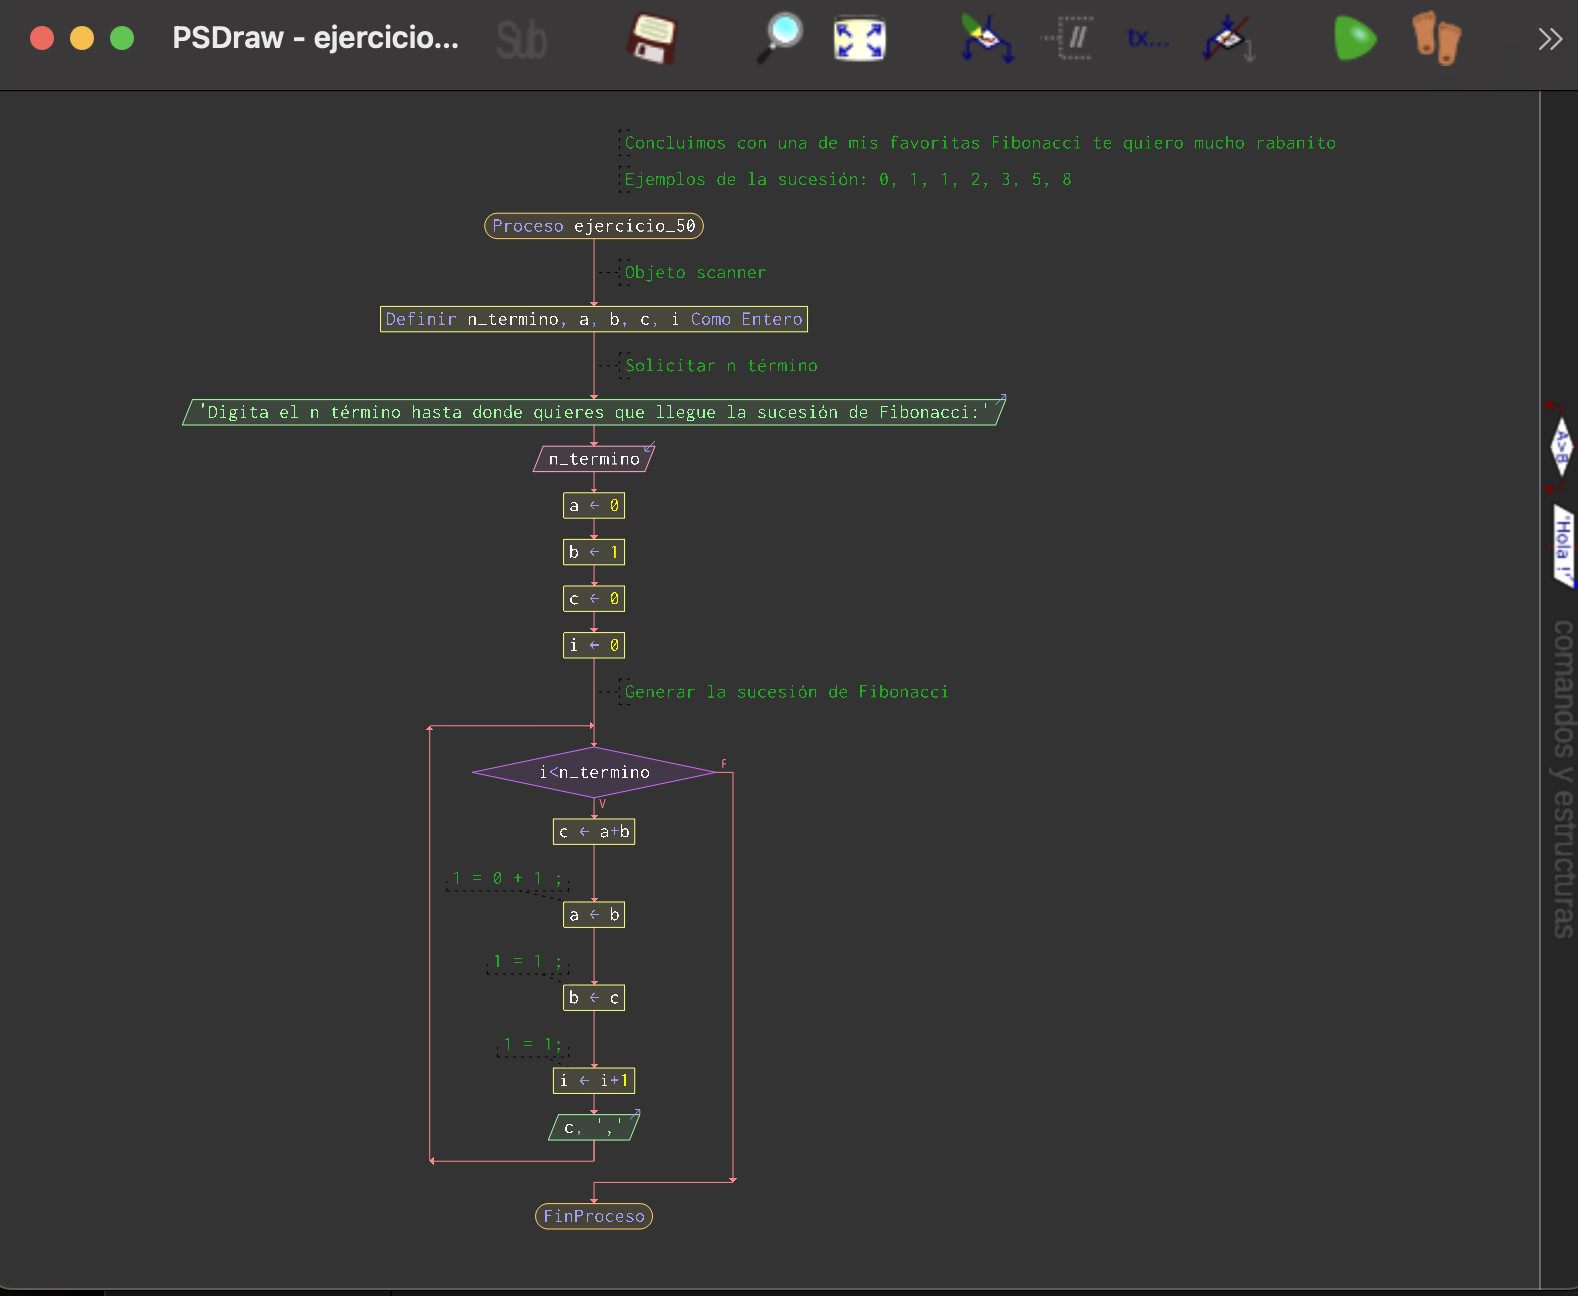 PSDraw - ejercicio...
Sub
//
tx...
Concluimos con una de mis favoritas Fibonacci te quiero mucho rabanito
Ejemplos de la sucesión: 0, 1, 1, 2, 3, 5, 8
Proceso ejercicio_50
Objeto scanner
Definir n_termino, a, b, c, i Como Entero
Solicitar n término
'Digita el n término hasta donde quieres que llegue la sucesión de Fibonacci:'
n_termino
a ← 0
b ← 1
c ← 0
i ← 0
Generar la sucesión de Fibonacci
i<n_termino
F
V
c ← a+b
1 = 0 + 1 ;
a ← b
1 = 1 ;
b ← c
1 = 1;
i ← i+1
c, ','
FinProceso
A>B
'Hola !'
comandos y estructuras